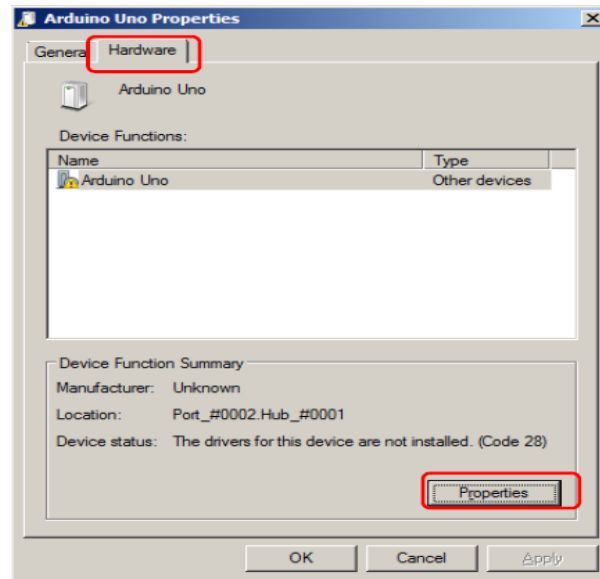 Arduino Uno Properties
General Hardware
Arduino Uno
Device Functions:
Name Type
Arduino Uno Other devices
Device Function Summary
Manufacturer: Unknown
Location: Port_#0002.Hub_#0001
Device status: The drivers for this device are not installed. (Code 28)
Properties
OK Cancel Apply